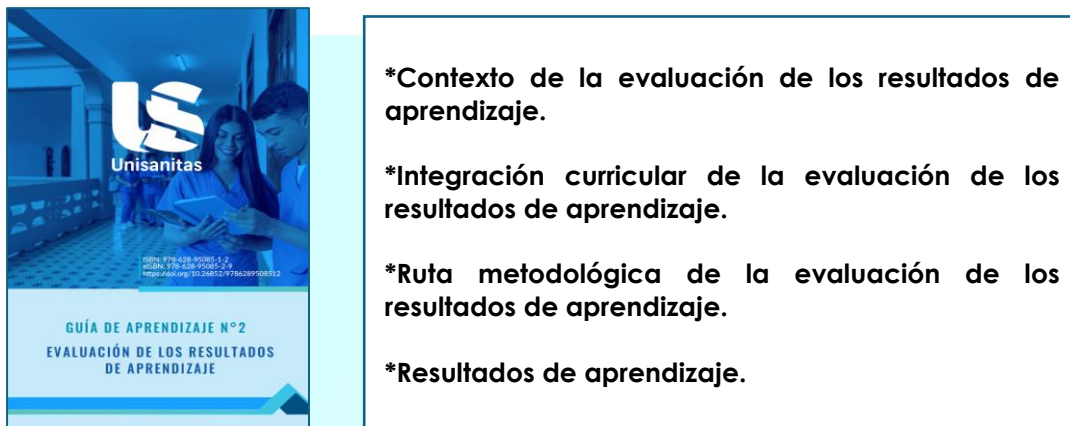 US
Unisanitas
ISBN: 978-628-95085-1-2
eISBN: 978-628-95085-2-9
https://doi.org/10.26852/9786289508512
GUÍA DE APRENDIZAJE N°2
EVALUACIÓN DE LOS RESULTADOS
DE APRENDIZAJE
*Contexto de la evaluación de los resultados de
aprendizaje.
*Integración curricular de la evaluación de los
resultados de aprendizaje.
*Ruta metodológica de la evaluación de los
resultados de aprendizaje.
*Resultados de aprendizaje.